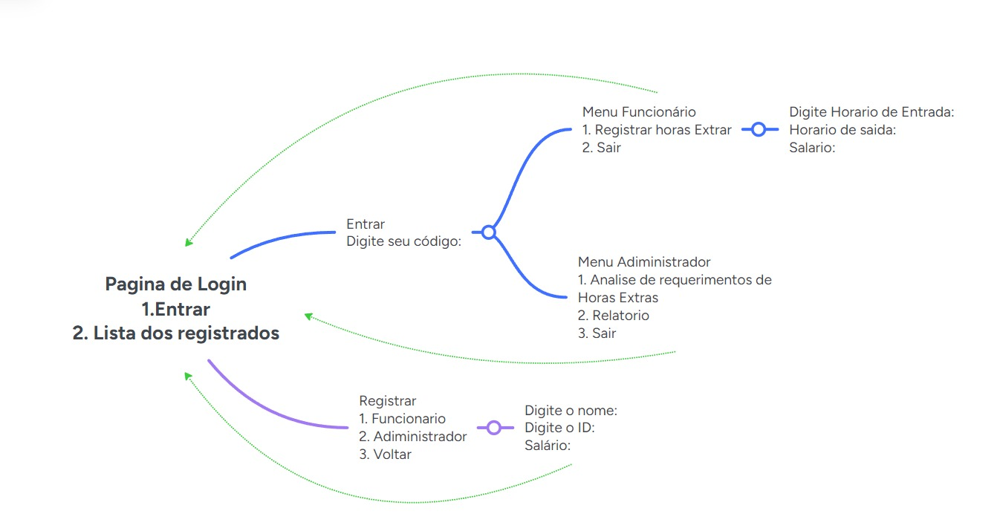 Pagina de Login
1.Entrar
2. Lista dos registrados
Entrar
Digite seu código:
Menu Funcionário
1. Registrar horas Extrar
2. Sair
Digite Horario de Entrada:
Horario de saida:
Salario:
Menu Adiministrador
1. Analise de requerimentos de
Horas Extras
2. Relatorio
3. Sair
Registrar
1. Funcionario
2. Adiministrador
3. Voltar
Digite o nome:
Digite o ID:
Salário: